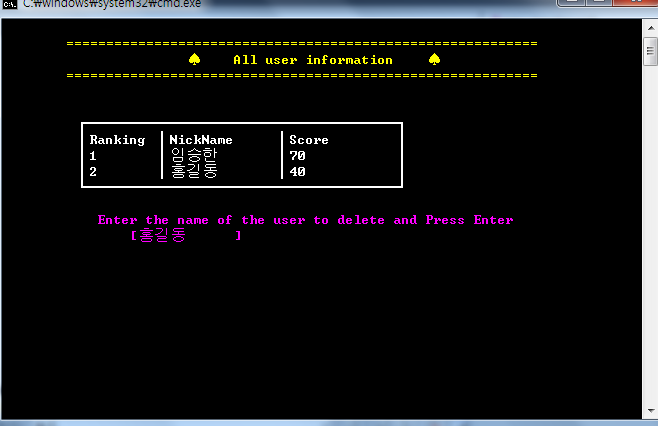 C:₩windows₩system32₩cmd.exe
===========================================================
♠ All user information ♠
===========================================================
Ranking NickName Score
1 임승한 70
2 홍길동 40
Enter the name of the user to delete and Press Enter
[홍길동 ]